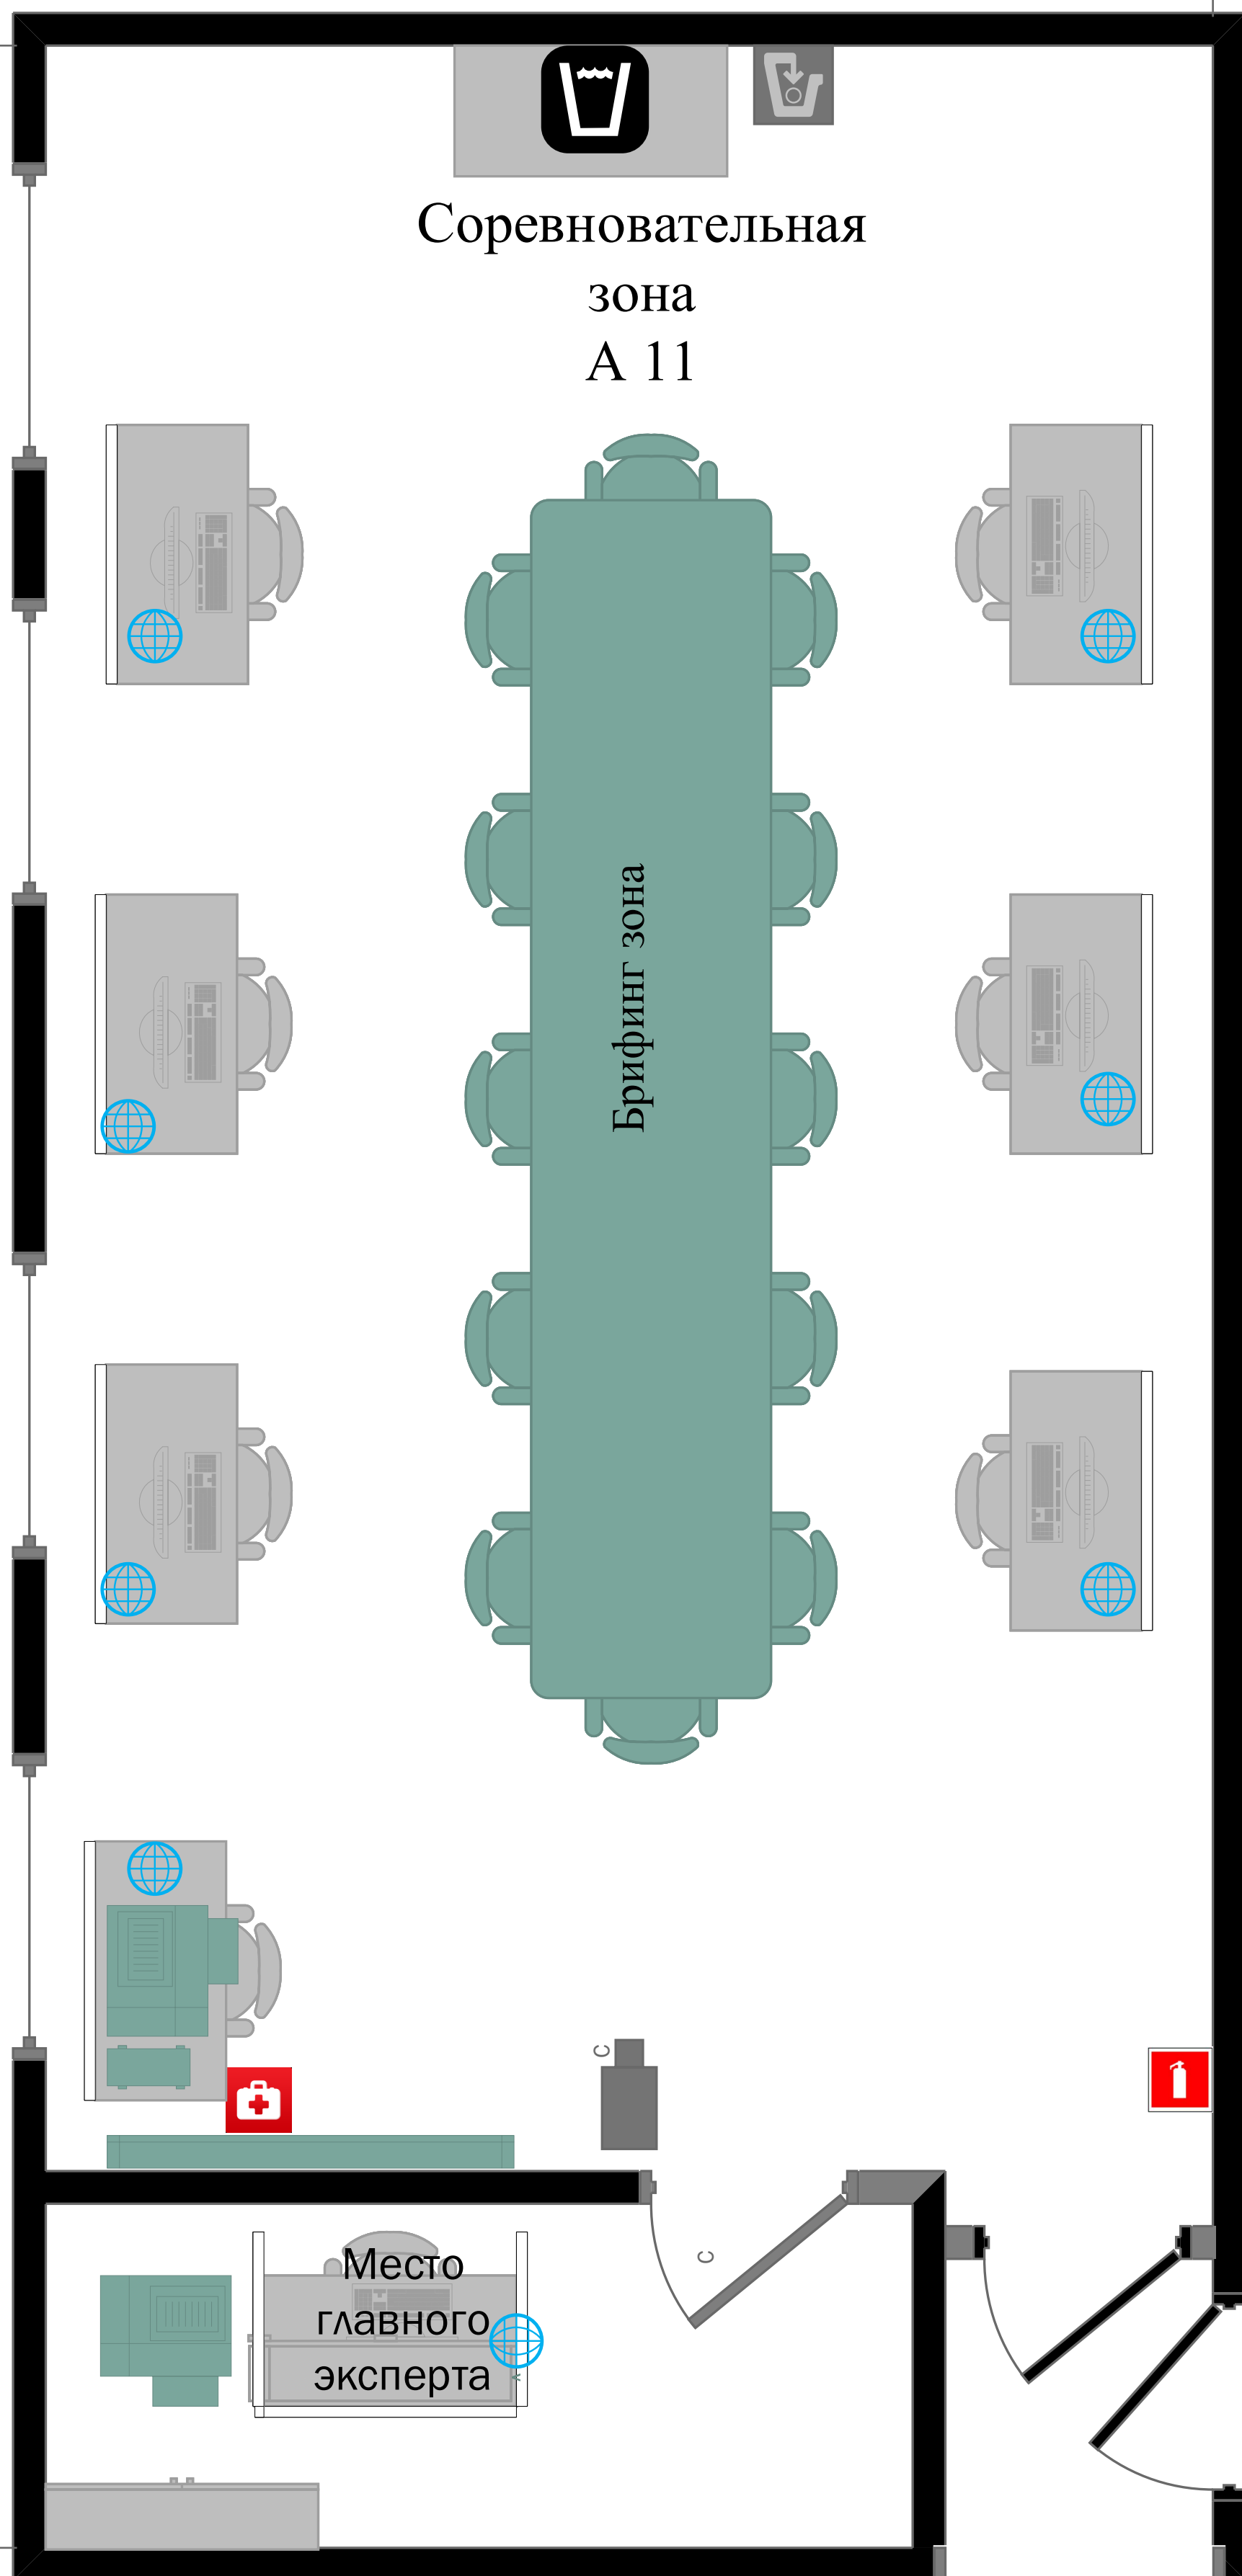 Соревновательная
зона
А 11
Брифинг зона
С
С
Место
главного
эксперта